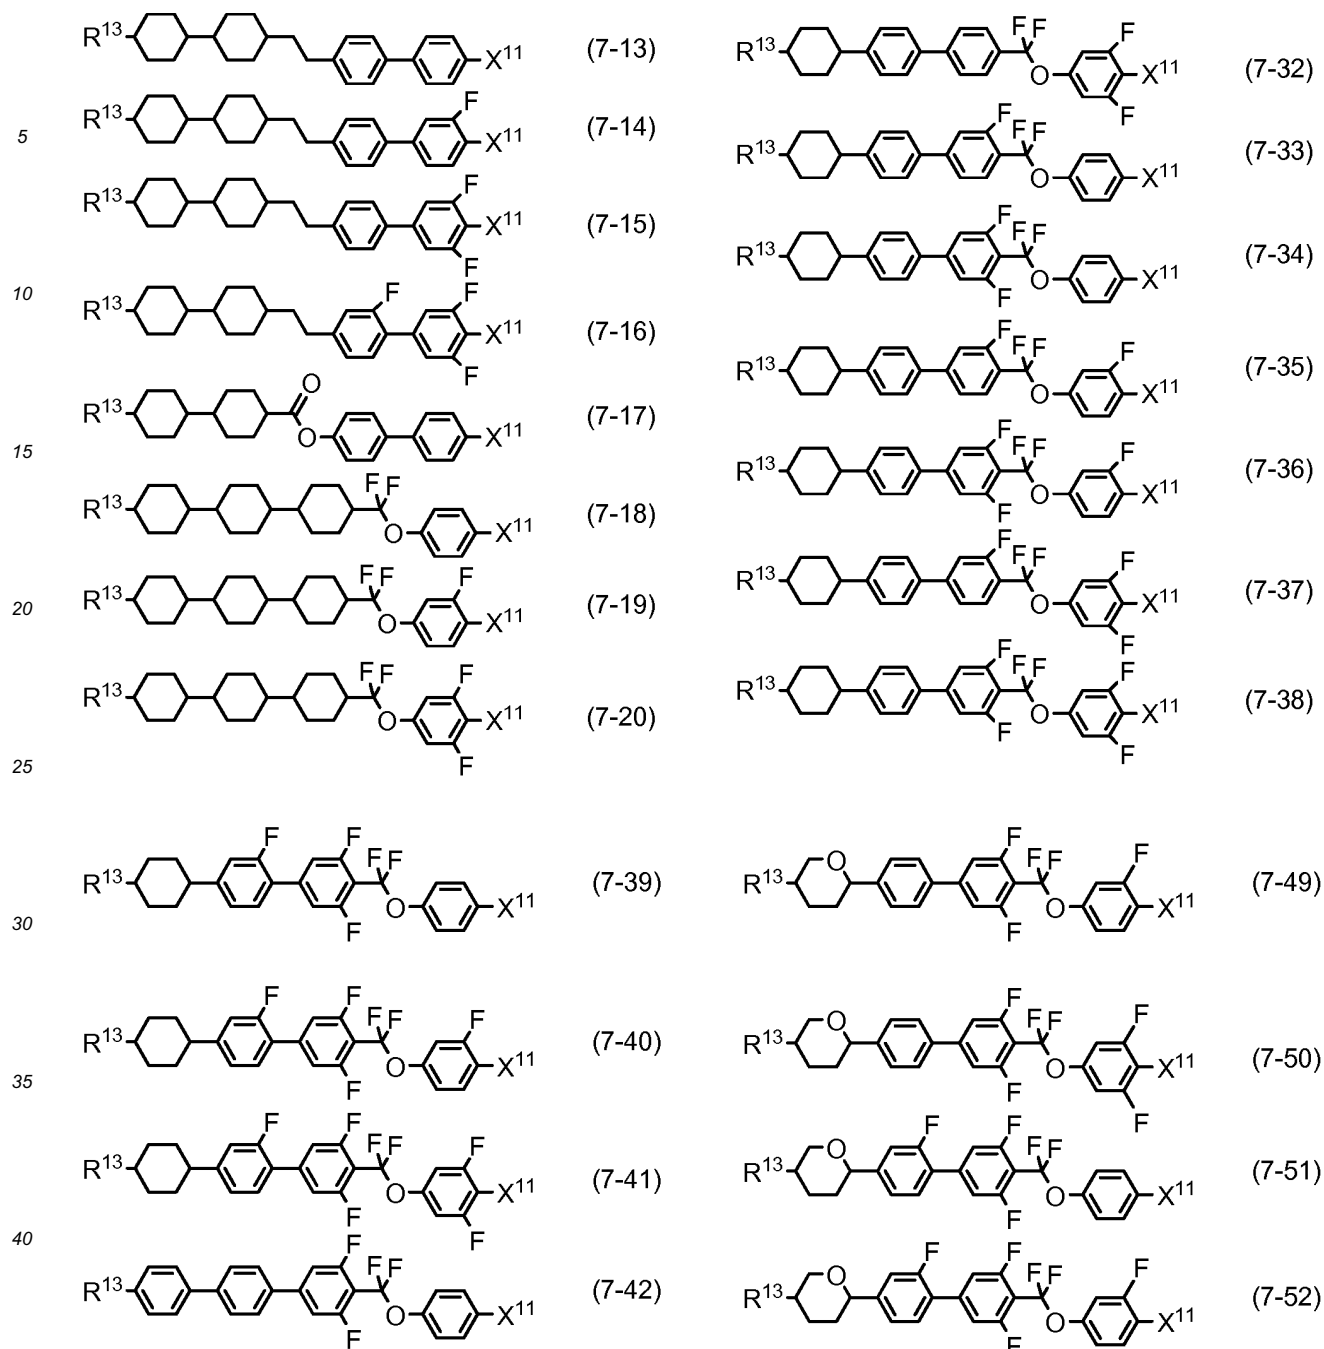 R¹³ X¹¹ (7-13)
F
5
R¹³ X¹¹ (7-14)
F
R¹³ X¹¹ (7-15)
F
10
F F
R¹³ X¹¹ (7-16)
F
O
R¹³ O X¹¹ (7-17)
15
F F
R¹³ O X¹¹ (7-18)
F F F
20
R¹³ O X¹¹ (7-19)
F F F
R¹³ O X¹¹ (7-20)
F
25
F F F
R¹³ O X¹¹ (7-32)
F
F F F
R¹³ O X¹¹ (7-33)
F F F
R¹³ O X¹¹ (7-34)
F
F F F F
R¹³ O X¹¹ (7-35)
F F F F
R¹³ O X¹¹ (7-36)
F
F F F F
R¹³ O X¹¹ (7-37)
F
F F F F
R¹³ O X¹¹ (7-38)
F F
F F F F
R¹³ O X¹¹ (7-39)
30
F
F F F F F
R¹³ O X¹¹ (7-40)
35
F
F F F F F
R¹³ O X¹¹ (7-41)
F F
40
F F F
R¹³ O X¹¹ (7-42)
F
F F F F
O
R¹³ O X¹¹ (7-49)
F
F F F F
O
R¹³ O X¹¹ (7-50)
F F
F F F F
O
R¹³ O X¹¹ (7-51)
F
F F F F F
O
R¹³ O X¹¹ (7-52)
F